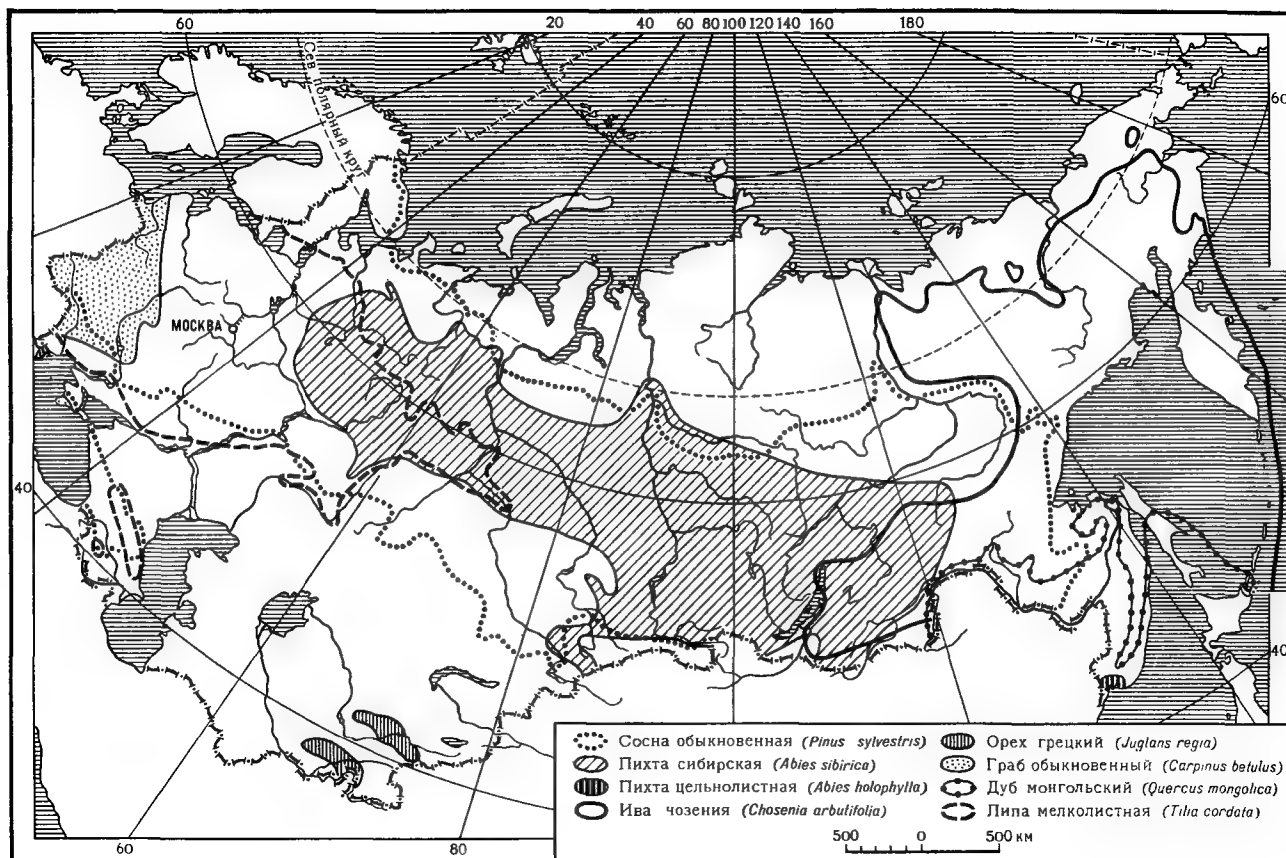 60 20 40 60 80 100 120 140 160 180
Сев. полярный круг
60
МОСКВА
40
40
60 80
Сосна обыкновенная (Pinus sylvestris)
Пихта сибирская (Abies sibirica)
Пихта цельнолистная (Abies holophylla)
Ива чозения (Chosenia arbutifolia)
Орех грецкий (Juglans regia)
Граб обыкновенный (Carpinus betulus)
Дуб монгольский (Quercus mongolica)
Липа мелколистная (Tilia cordata)
500 0 500 км